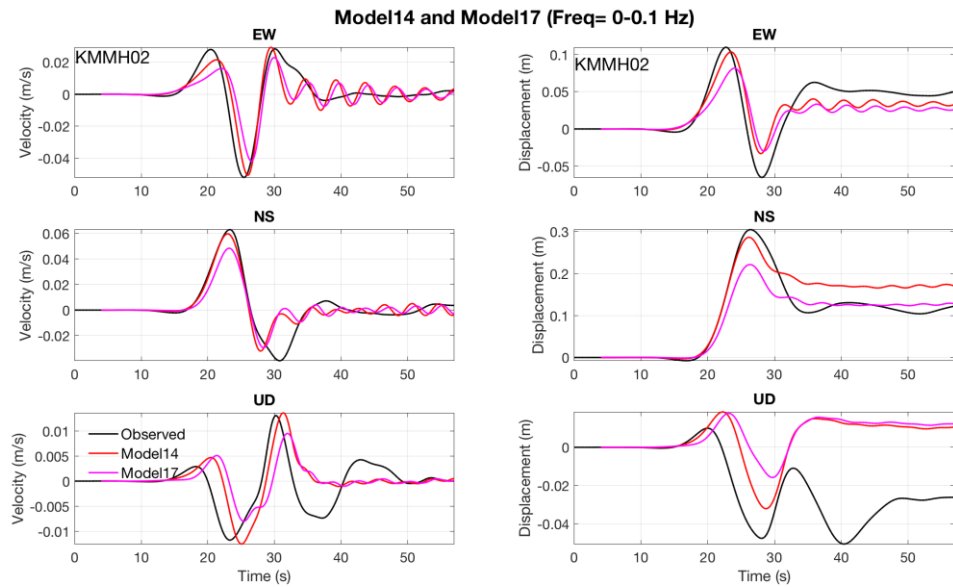 Model14 and Model17 (Freq= 0-0.1 Hz)
EW
KMMH02
Velocity (m/s)
0.02
0
-0.02
-0.04
0 10 20 30 40 50
EW
KMMH02
Displacement (m)
0.1
0.05
0
-0.05
0 10 20 30 40 50
NS
Velocity (m/s)
0.06
0.04
0.02
0
-0.02
0 10 20 30 40 50
NS
Displacement (m)
0.3
0.2
0.1
0
0 10 20 30 40 50
UD
Observed
Model14
Model17
Velocity (m/s)
0.01
0.005
0
-0.005
-0.01
0 10 20 30 40 50
Time (s)
UD
Displacement (m)
0
-0.02
-0.04
0 10 20 30 40 50
Time (s)